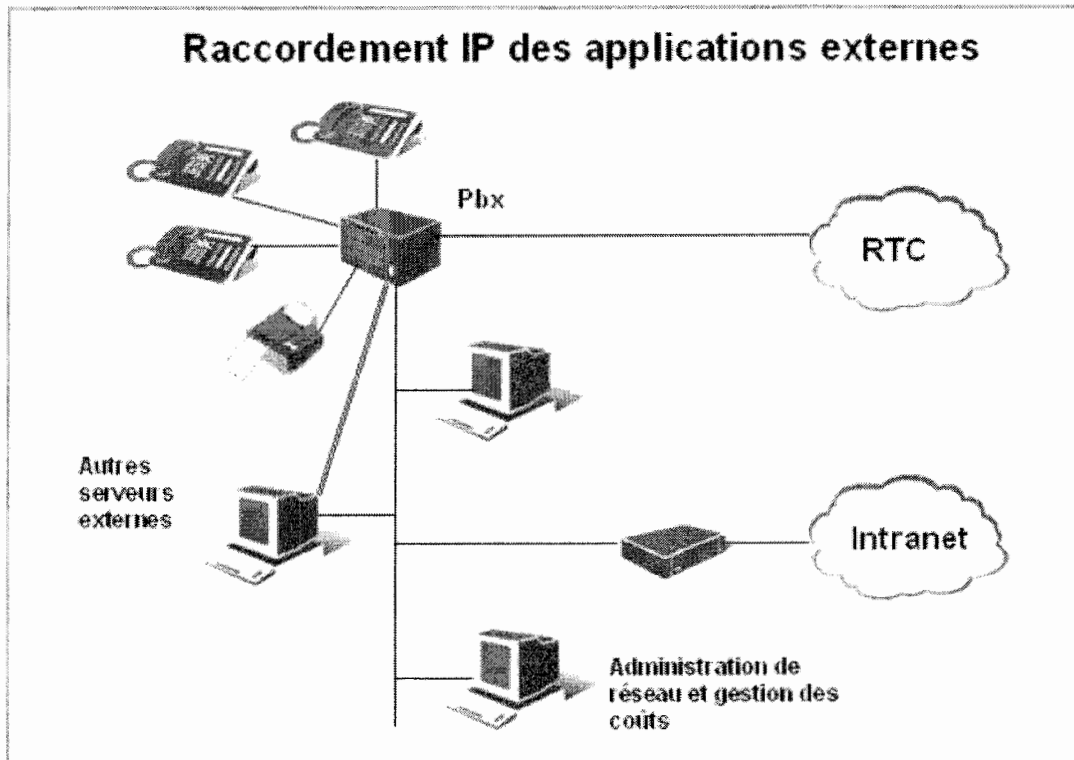 Raccordement IP des applications externes
Pbx
RTC
Autres
serveurs
externes
Intranet
Administration de
réseau et gestion des
coûts